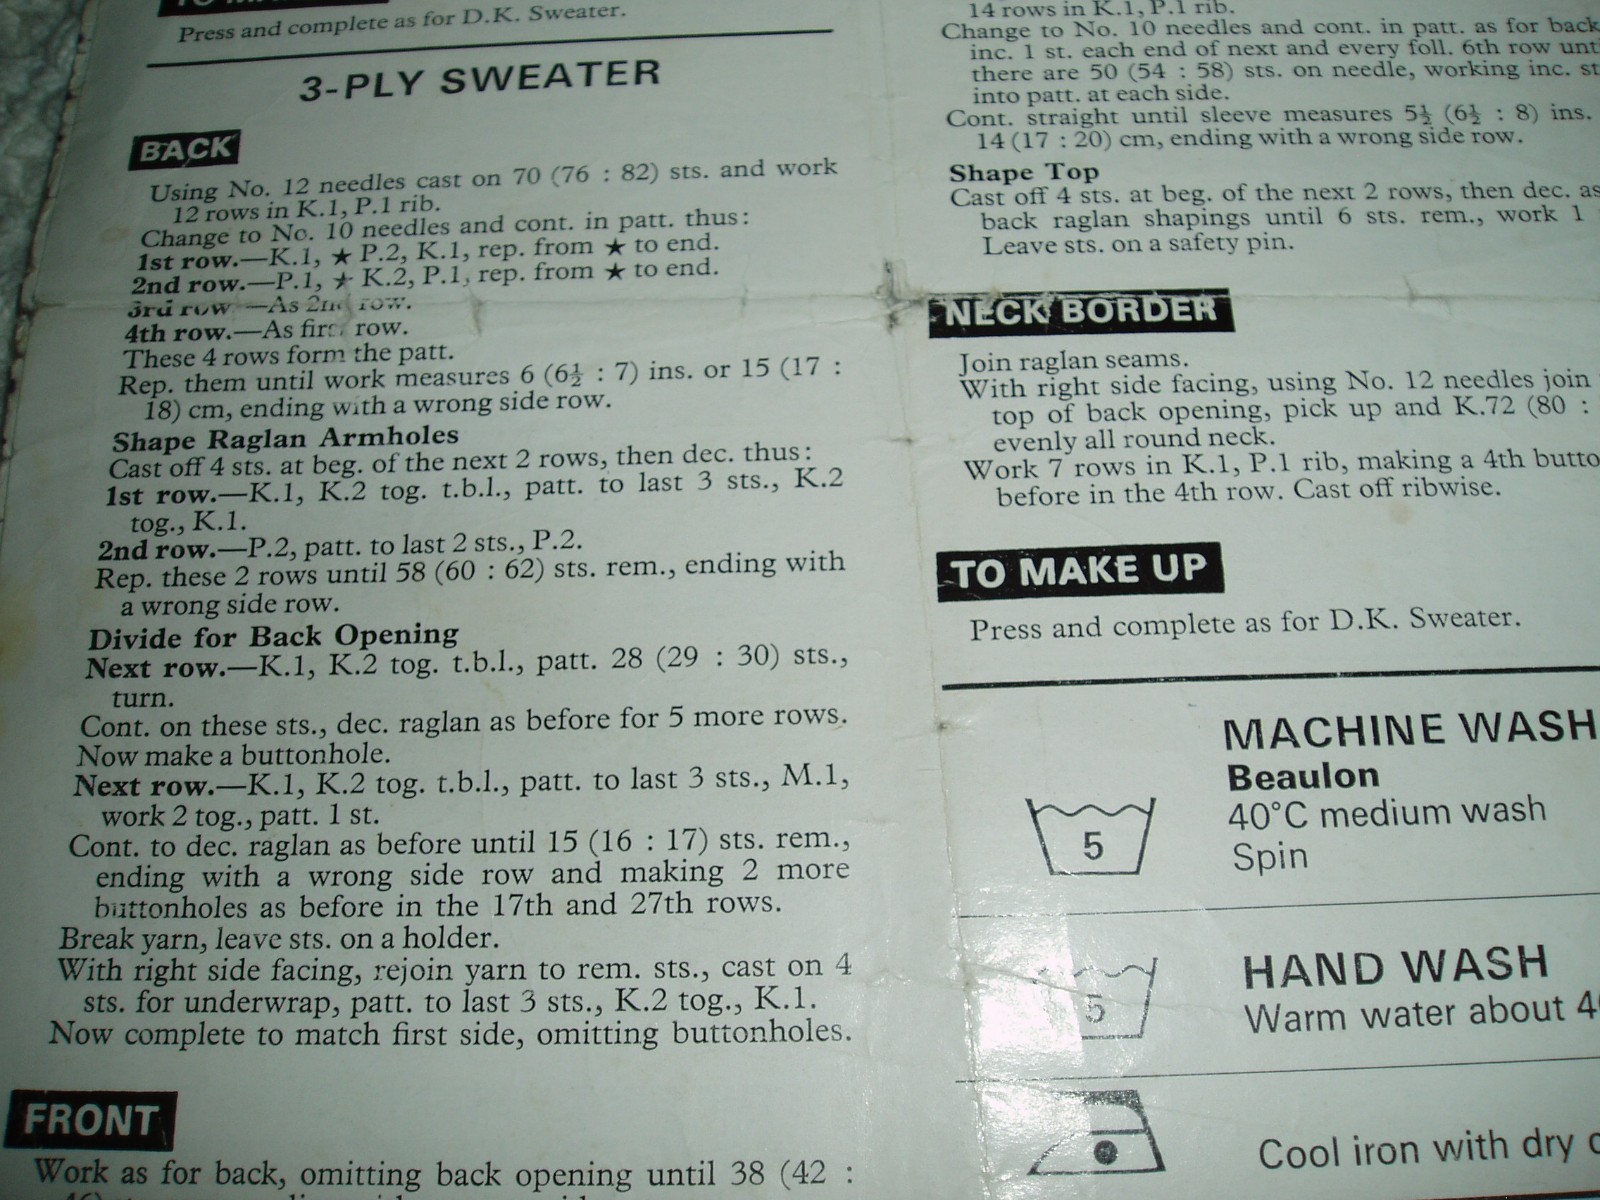 TO MA
Press and complete as for D.K. Sweater.
3-PLY SWEATER
BACK
Using No. 12 needles cast on 70 (76 : 82) sts. and work
12 rows in K.1, P.1 rib.
Change to No. 10 needles and cont. in patt. thus:
1st row.—K.1, ★ P.2, K.1, rep. from ★ to end.
2nd row.—P.1, ★ K.2, P.1, rep. from ★ to end.
3rd row —As 2nd row.
4th row.—As first row.
These 4 rows form the patt.
Rep. them until work measures 6 (6½ : 7) ins. or 15 (17 :
18) cm, ending with a wrong side row.
Shape Raglan Armholes
Cast off 4 sts. at beg. of the next 2 rows, then dec. thus:
1st row.—K.1, K.2 tog. t.b.l., patt. to last 3 sts., K.2
tog., K.1.
2nd row.—P.2, patt. to last 2 sts., P.2.
Rep. these 2 rows until 58 (60 : 62) sts. rem., ending with
a wrong side row.
Divide for Back Opening
Next row.—K.1, K.2 tog. t.b.l., patt. 28 (29 : 30) sts.,
turn.
Cont. on these sts., dec. raglan as before for 5 more rows.
Now make a buttonhole.
Next row.—K.1, K.2 tog. t.b.l., patt. to last 3 sts., M.1,
work 2 tog., patt. 1 st.
Cont. to dec. raglan as before until 15 (16 : 17) sts. rem.,
ending with a wrong side row and making 2 more
buttonholes as before in the 17th and 27th rows.
Break yarn, leave sts. on a holder.
With right side facing, rejoin yarn to rem. sts., cast on 4
sts. for underwrap, patt. to last 3 sts., K.2 tog., K.1.
Now complete to match first side, omitting buttonholes.
FRONT
Work as for back, omitting back opening until 38 (42 :
14 rows in K.1, P.1 rib.
Change to No. 10 needles and cont. in patt. as for back
inc. 1 st. each end of next and every foll. 6th row unt
there are 50 (54 : 58) sts. on needle, working inc. st
into patt. at each side.
Cont. straight until sleeve measures 5½ (6½ : 8) ins.
14 (17 : 20) cm, ending with a wrong side row.
Shape Top
Cast off 4 sts. at beg. of the next 2 rows, then dec. as
back raglan shapings until 6 sts. rem., work 1
Leave sts. on a safety pin.
NECK BORDER
Join raglan seams.
With right side facing, using No. 12 needles join
top of back opening, pick up and K.72 (80 :
evenly all round neck.
Work 7 rows in K.1, P.1 rib, making a 4th butto
before in the 4th row. Cast off ribwise.
TO MAKE UP
Press and complete as for D.K. Sweater.
MACHINE WASH
Beaulon
5
40°C medium wash
Spin
HAND WASH
5
Warm water about 4
Cool iron with dry c